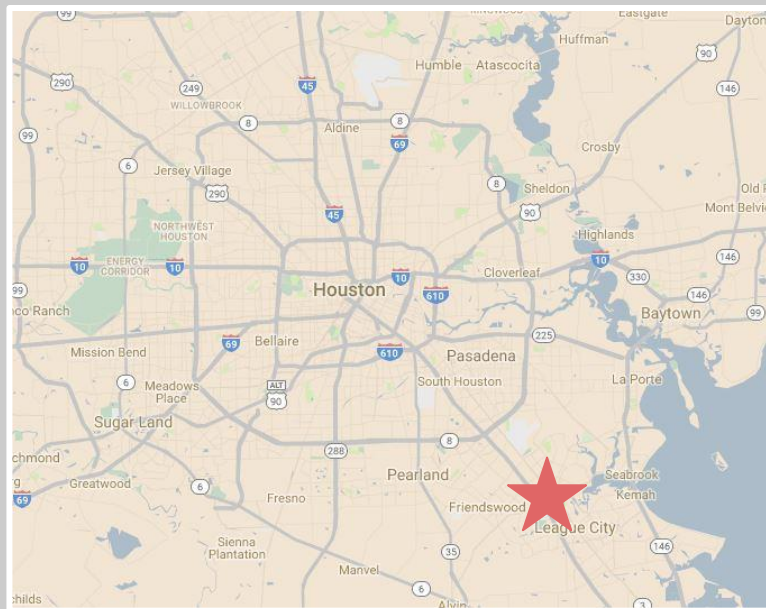 99
KINGWOOD
Eastgate
Dayton
Huffman
290
Humble
Atascocita
90
45
249
146
WILLOWBROOK
99
8
Aldine
8
69
Crosby
6
Jersey Village
8
Sheldon
290
Old
Mont Belvi
45
90
NORTHWEST
HOUSTON
Highlands
146
ENERGY
CORRIDOR
10
10
10
10
Cloverleaf
330
99
Houston
610
146
co Ranch
Baytown
99
69
Bellaire
225
Mission Bend
610
Pasadena
6
Meadows
Place
ALT
90
South Houston
La Porte
Sugar Land
288
8
chmond
Pearland
Seabrook
Greatwood
6
Kemah
69
Fresno
Friendswood
League City
Sienna
Plantation
35
146
Manvel
6
childs
Alvin
3